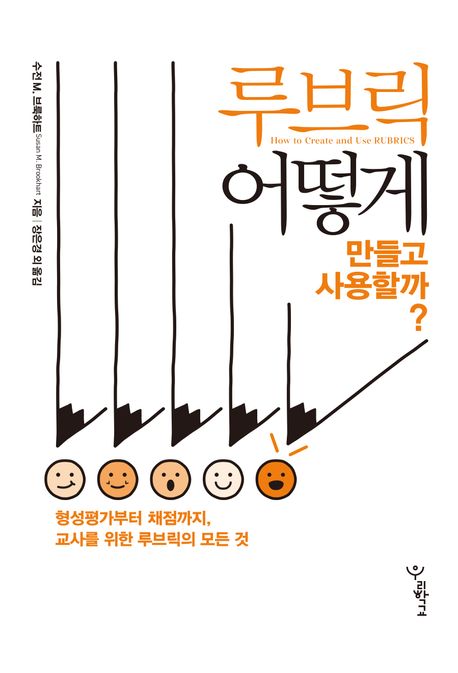 루브릭
How to Create and Use RUBRICS
어떻게
만들고
사용할까
?
수전 M. 브룩하트 Susan M. Brookhart 지음 | 장은경 외 옮김
형성평가부터 채점까지,
교사를 위한 루브릭의 모든 것
우리학교